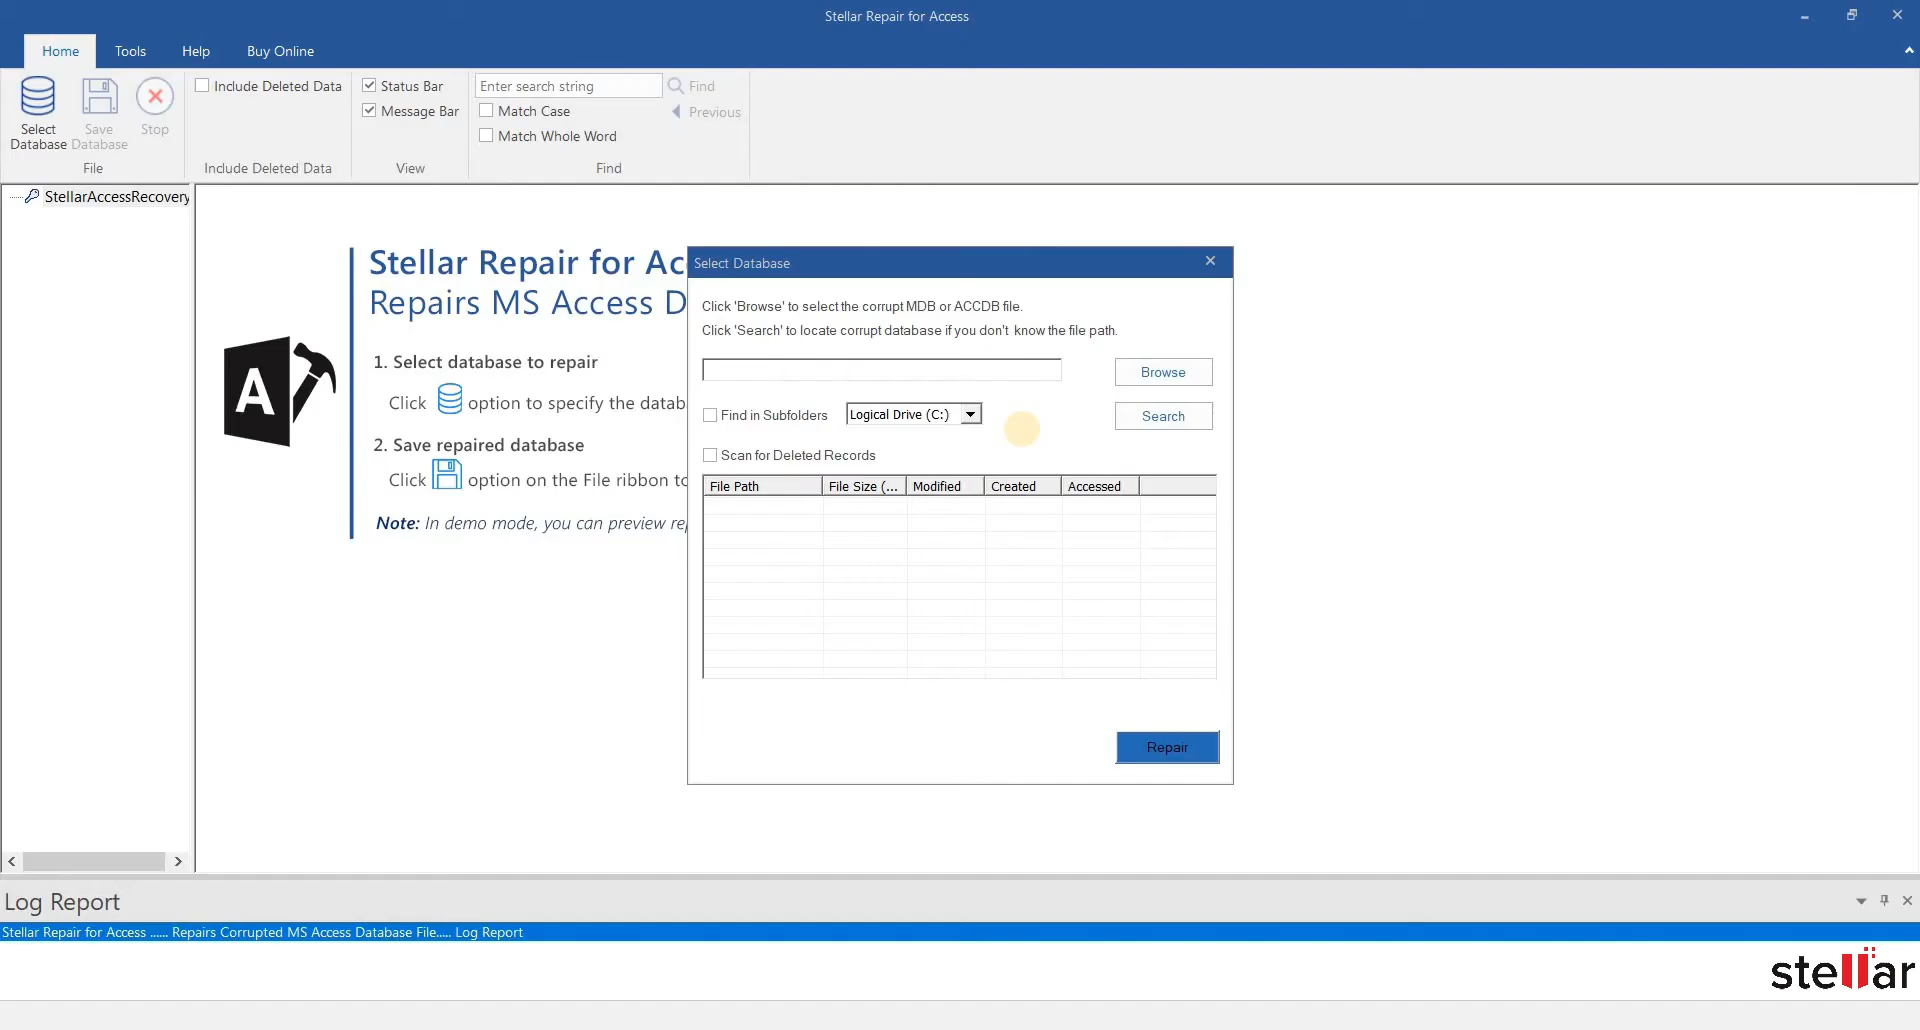 Stellar Repair for Access
Home
Tools
Help
Buy Online
Select
Database
Save
Database
Stop
File
Include Deleted Data
Include Deleted Data
Status Bar
Message Bar
View
Enter search string
Match Case
Match Whole Word
Find
Previous
Find
StellarAccessRecovery
Stellar Repair for Ac
Repairs MS Access D
1. Select database to repair
Click option to specify the datab
2. Save repaired database
Click option on the File ribbon to
Note: In demo mode, you can preview rep
A
Select Database
Click 'Browse' to select the corrupt MDB or ACCDB file.
Click 'Search' to locate corrupt database if you don't know the file path.
Browse
Find in Subfolders
Logical Drive (C:)
Search
Scan for Deleted Records
File Path File Size (... Modified Created Accessed
Repair
Log Report
Stellar Repair for Access ...... Repairs Corrupted MS Access Database File..... Log Report
stellar